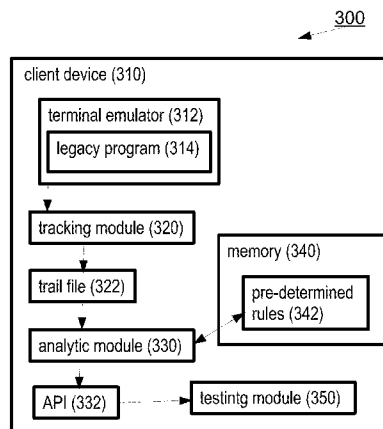 300
client device (310)
terminal emulator (312)
legacy program (314)
tracking module (320)
memory (340)
trail file (322)
pre-determined
rules (342)
analytic module (330)
API (332)
testintg module (350)